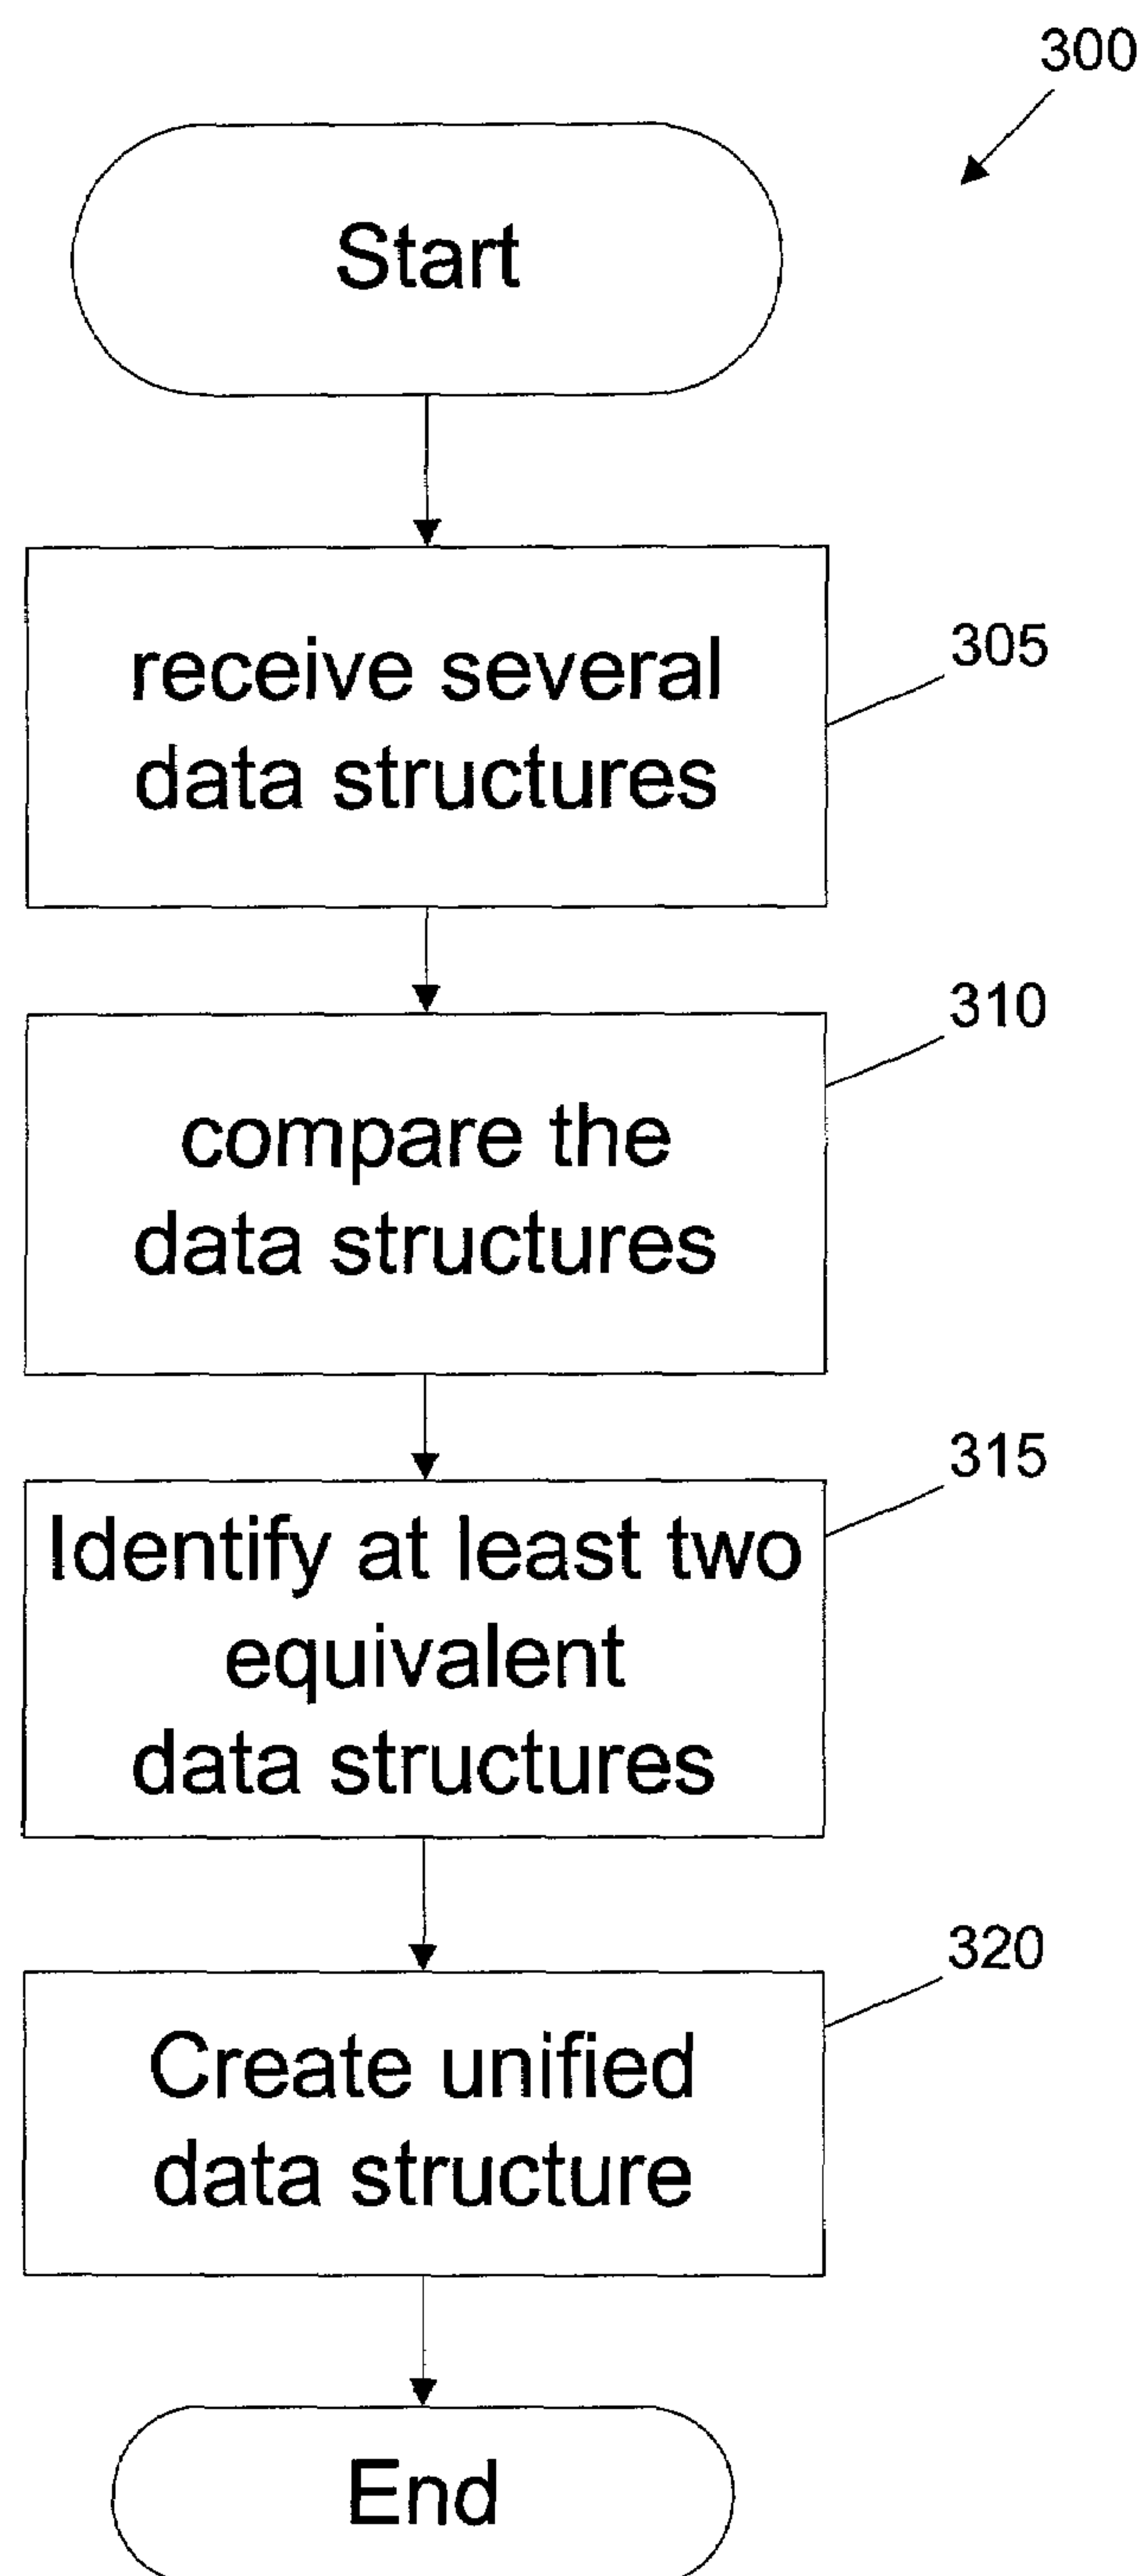 300
Start
receive several
data structures
305
compare the
data structures
310
Identify at least two
equivalent
data structures
315
Create unified
data structure
320
End